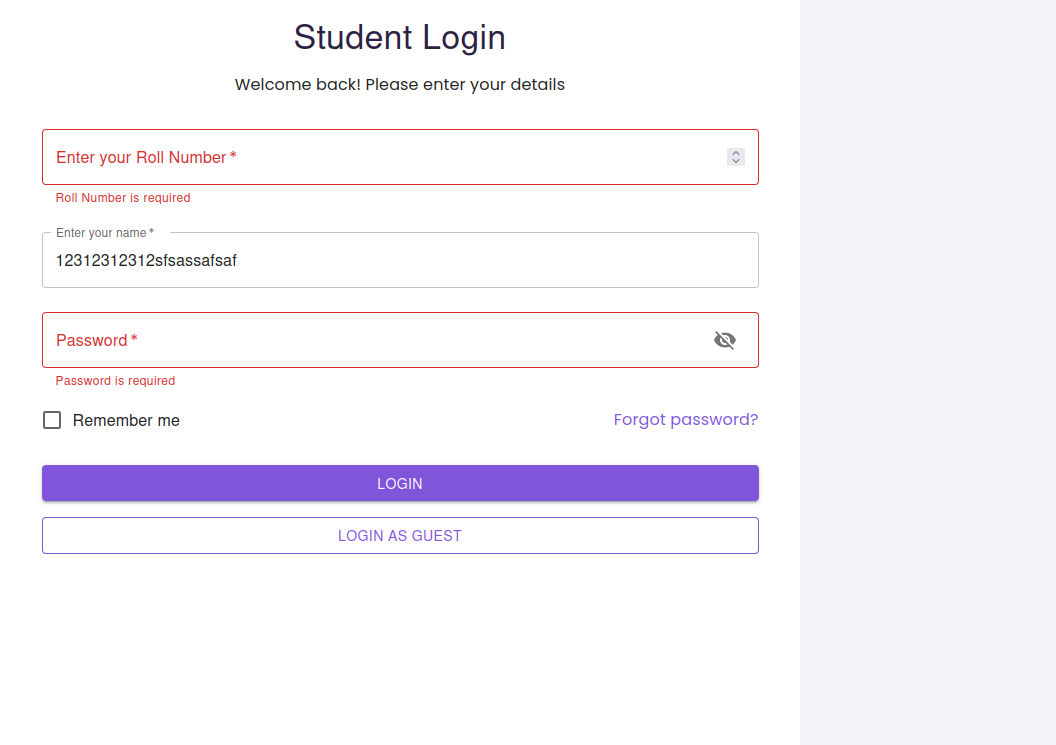 Student Login
Welcome back! Please enter your details
Enter your Roll Number *
Roll Number is required
Enter your name *
12312312312sfsassafsaf
Password *
Password is required
Remember me
Forgot password?
LOGIN
LOGIN AS GUEST